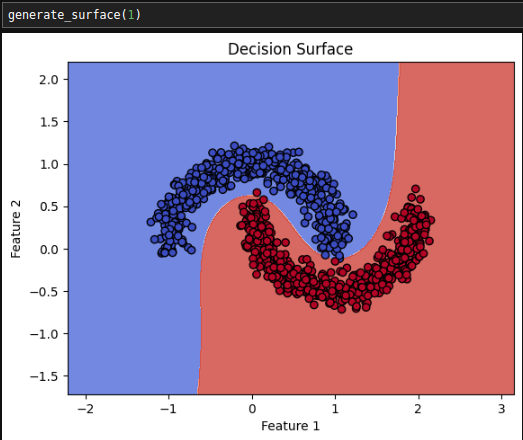 generate_surface(1)
Decision Surface
2.0
1.5
1.0
0.5
0.0
−0.5
−1.0
−1.5
Feature 2
−2 −1 0 1 2 3
Feature 1